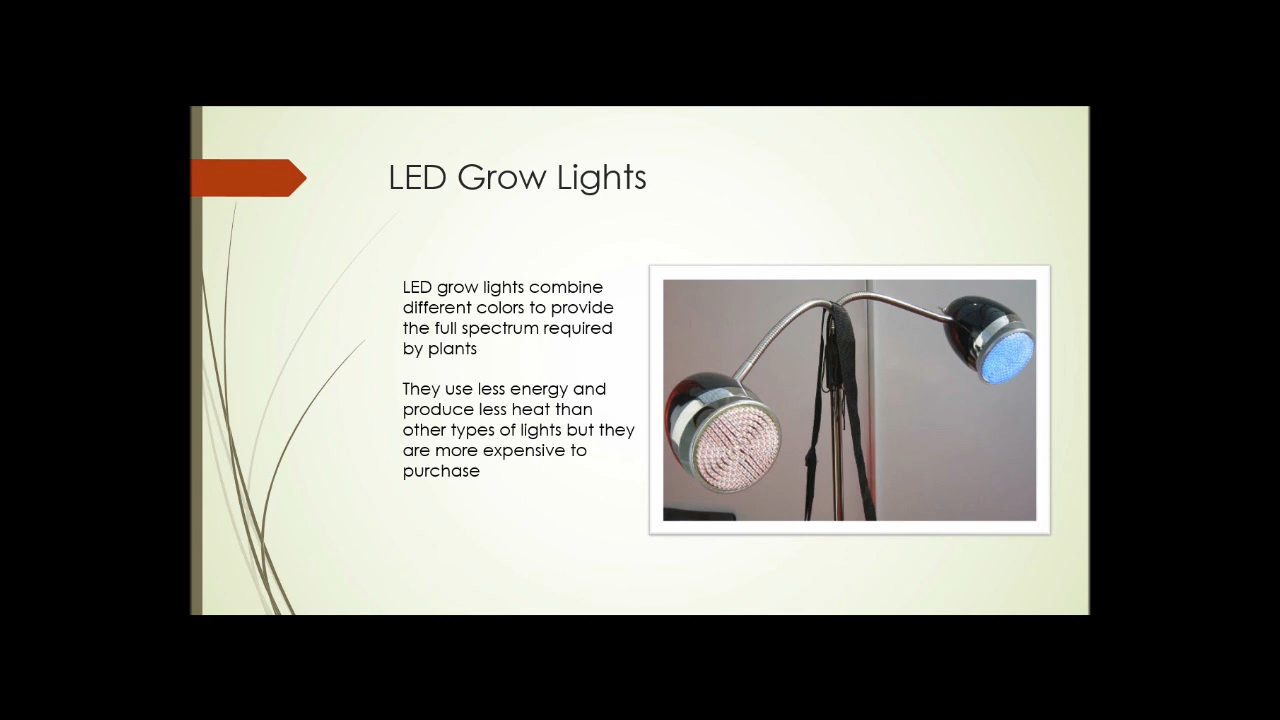 LED Grow Lights
LED grow lights combine
different colors to provide
the full spectrum required
by plants
They use less energy and
produce less heat than
other types of lights but they
are more expensive to
purchase